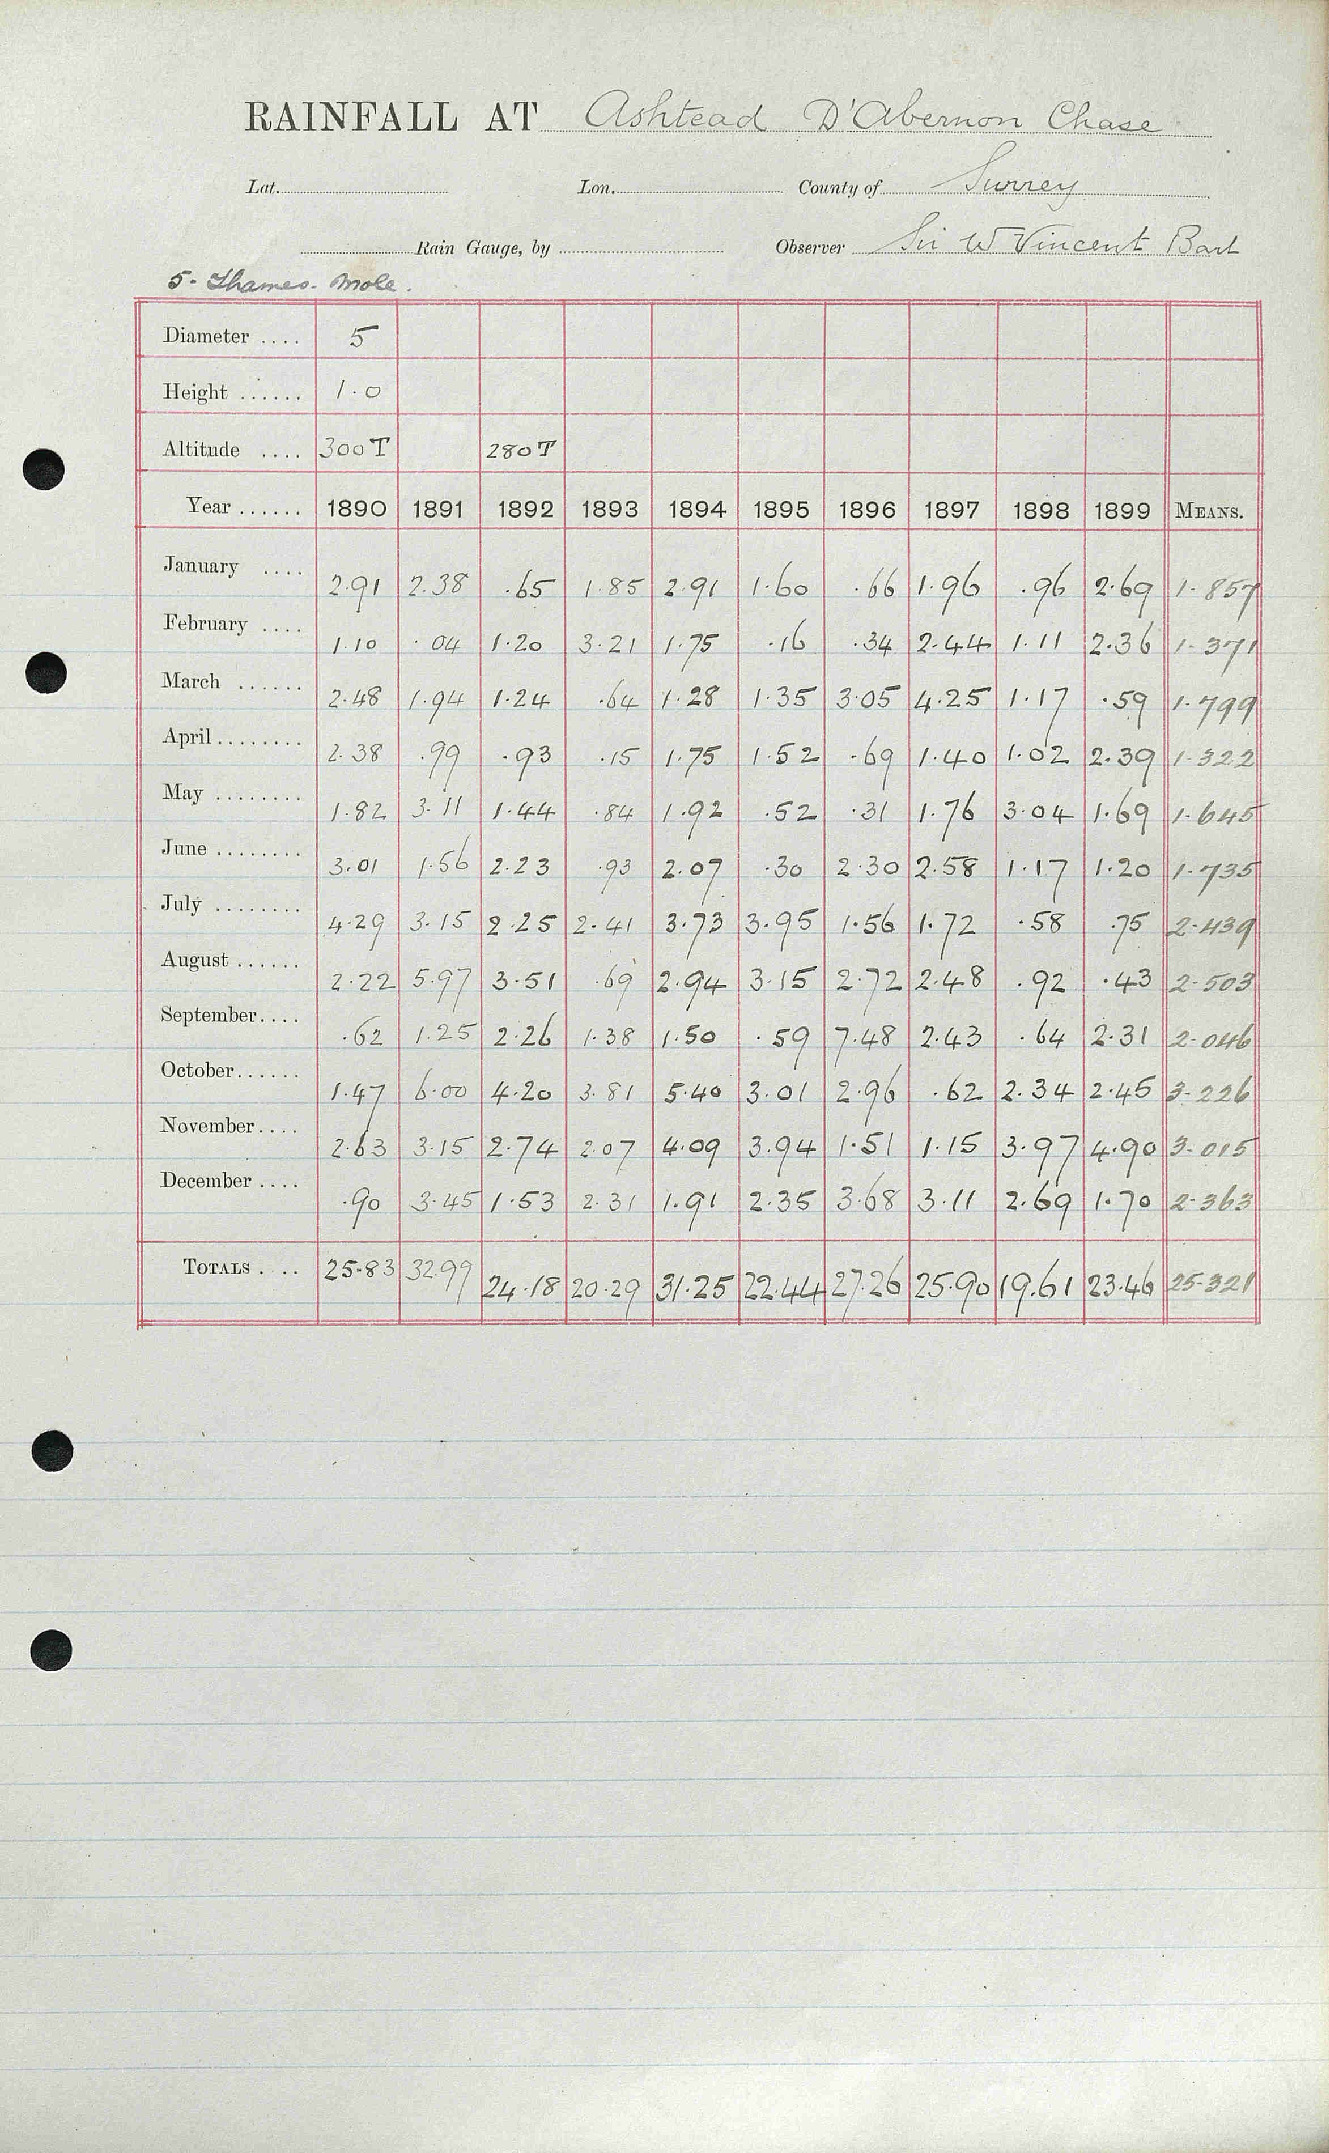 RAINFALL AT Ashtead D'Abernon Chase
Lat. Lon. County of Surrey
Rain Gauge, by Observer Sir W Vincent Bart
5. Thames. Mole.
Diameter .... 5
Height ...... 1.0
Altitude .... 300T 280T
Year ...... 1890 1891 1892 1893 1894 1895 1896 1897 1898 1899 MEANS.
January .... 2.91 2.38 .65 1.85 2.91 1.60 .66 1.96 .96 2.69 1.857
February .... 1.10 .04 1.20 3.21 1.75 .16 .34 2.44 1.11 2.36 1.371
March ...... 2.48 1.94 1.24 .64 1.28 1.35 3.05 4.25 1.17 .59 1.799
April ........ 2.38 .99 .93 .15 1.75 1.52 .69 1.40 1.02 2.39 1.322
May ........ 1.82 3.11 1.44 .84 1.92 .52 .31 1.76 3.04 1.69 1.645
June ........ 3.01 1.56 2.23 .93 2.07 .30 2.30 2.58 1.17 1.20 1.735
July ........ 4.29 3.15 2.25 2.41 3.73 3.95 1.56 1.72 .58 .75 2.439
August ...... 2.22 5.97 3.51 .69 2.94 3.15 2.72 2.48 .92 .43 2.503
September .... .62 1.25 2.26 1.38 1.50 .59 7.48 2.43 .64 2.31 2.046
October ...... 1.47 6.00 4.20 3.81 5.40 3.01 2.96 .62 2.34 2.45 3.226
November .... 2.63 3.15 2.74 2.07 4.09 3.94 1.51 1.15 3.97 4.90 3.015
December .... .90 3.45 1.53 2.31 1.91 2.35 3.68 3.11 2.69 1.70 2.363
TOTALS .... 25.83 32.99 24.18 20.29 31.25 22.44 27.26 25.90 19.61 23.46 25.321